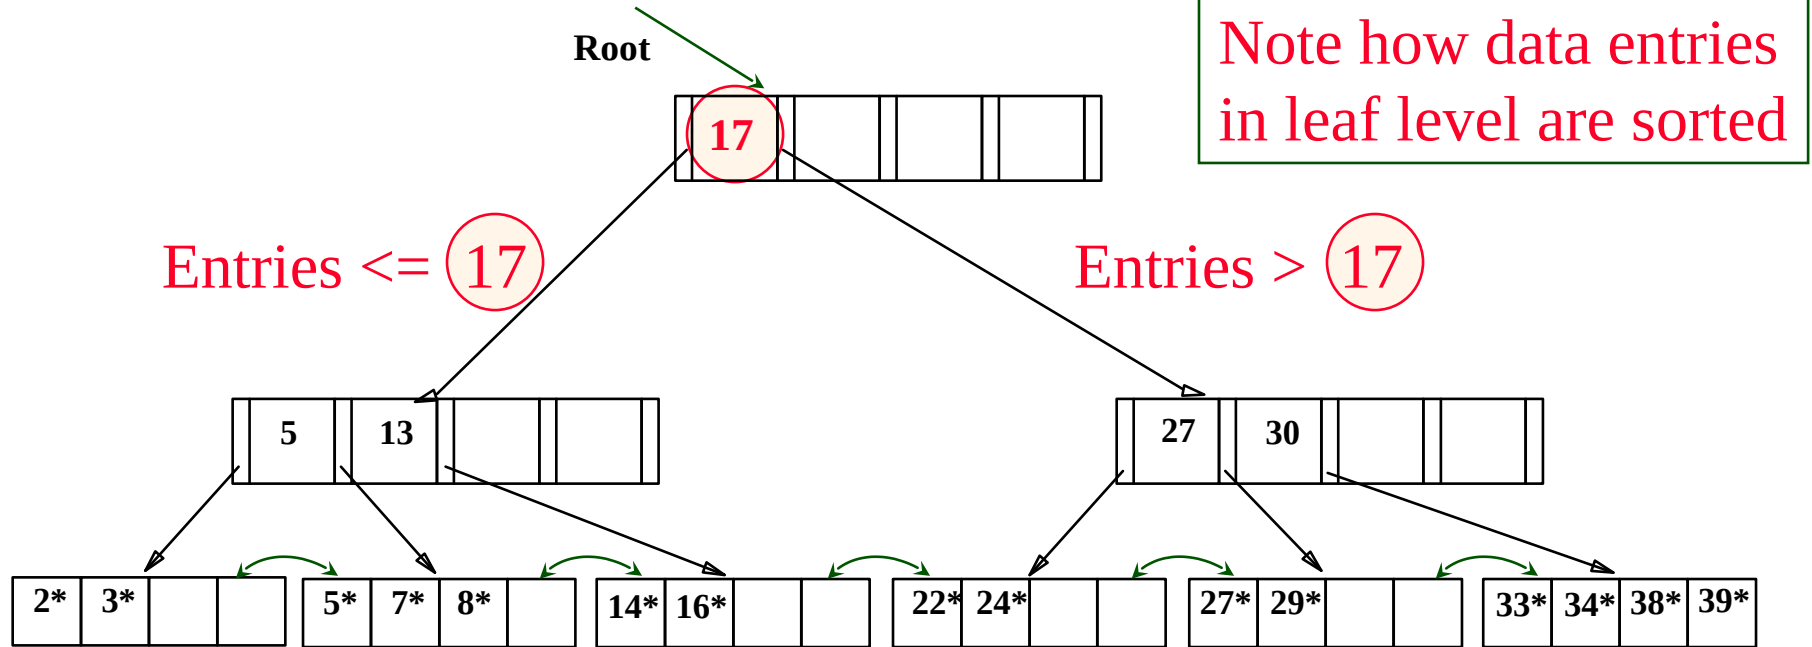 Root
Note how data entries
in leaf level are sorted
17
Entries <= 17
Entries > 17
5 13
27 30
2* 3*
5* 7* 8*
14* 16*
22* 24*
27* 29*
33* 34* 38* 39*